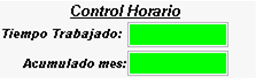 Control Horario
Tiempo Trabajado:
Acumulado mes: